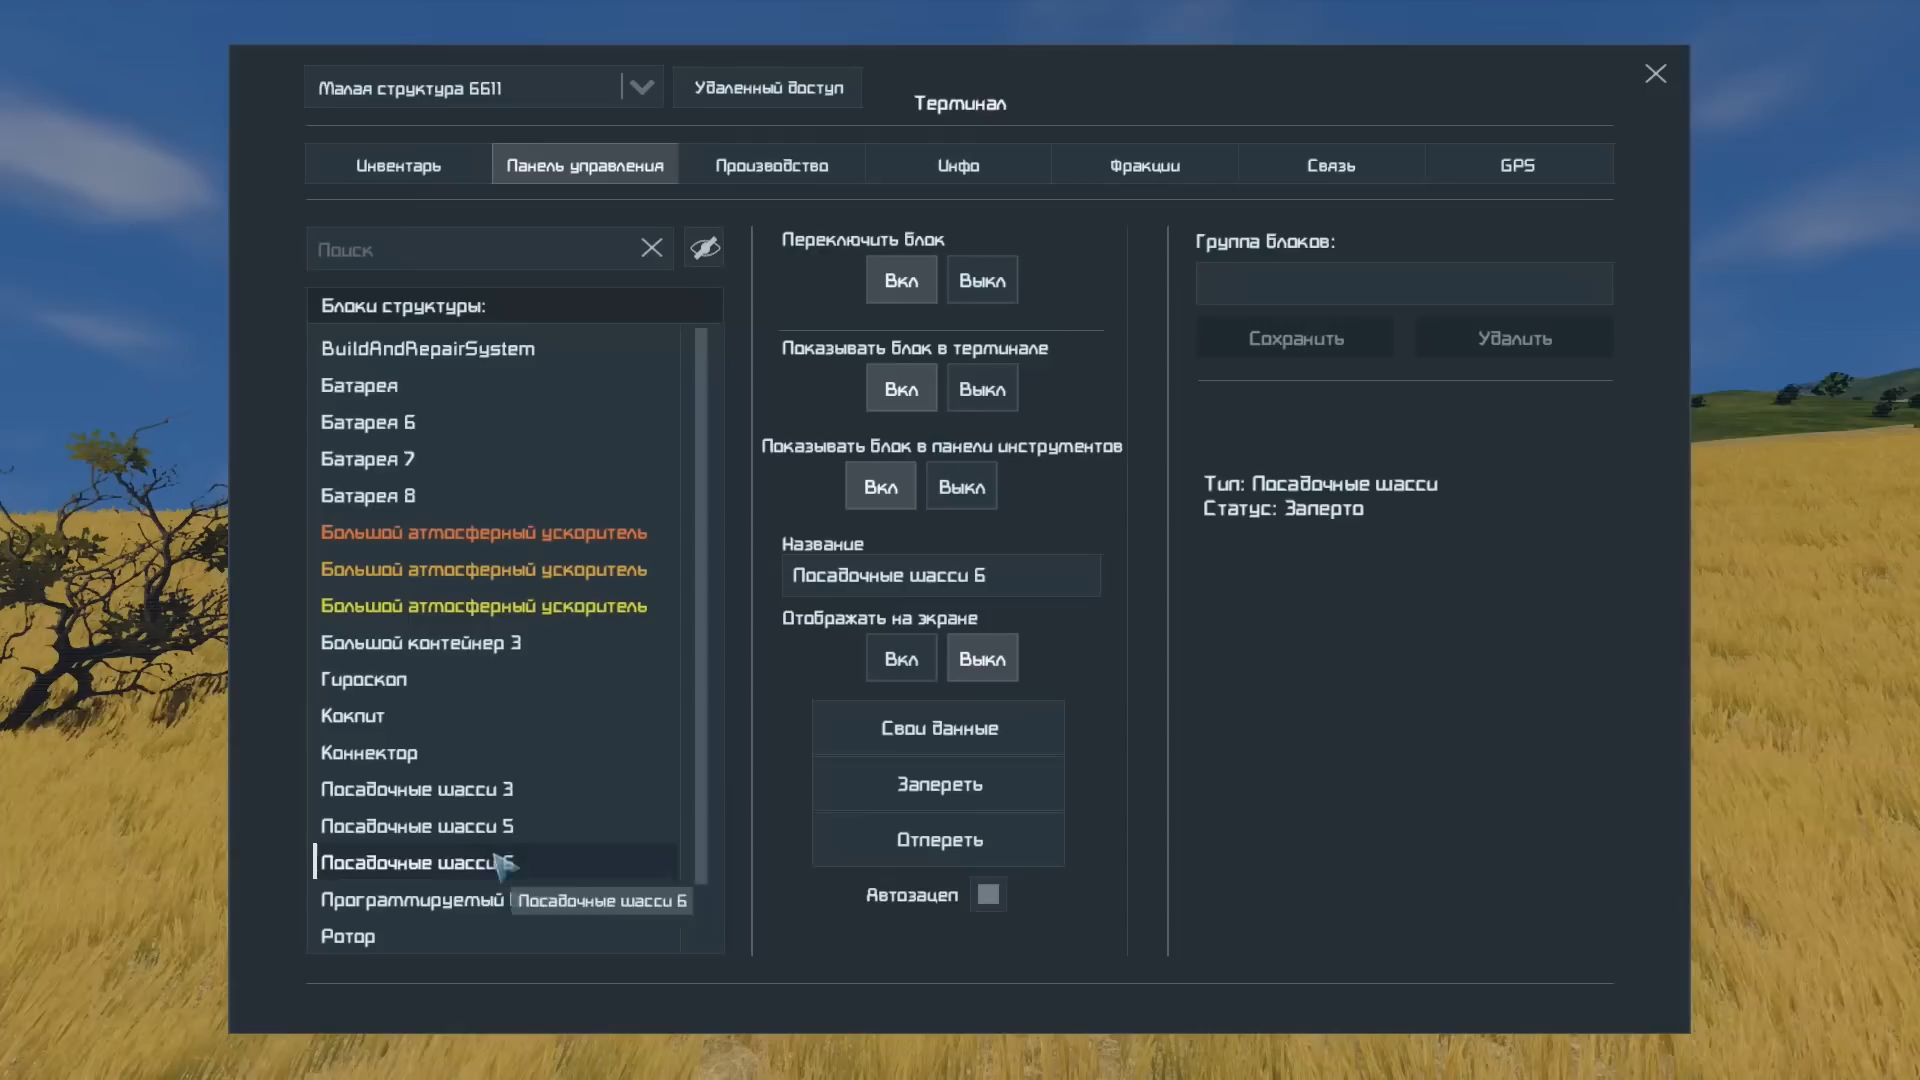 Малая структура 6611
Удаленный доступ
Терминал
Инвентарь
Панель управления
Производство
Инфо
Фракции
Связь
GPS
Поиск
Блоки структуры:
BuildAndRepairSystem
Батарея
Батарея 6
Батарея 7
Батарея 8
Большой атмосферный ускоритель
Большой атмосферный ускоритель
Большой атмосферный ускоритель
Большой контейнер 3
Гироскоп
Кокпит
Коннектор
Посадочные шасси 3
Посадочные шасси 5
Посадочные шасси 6
Программируемый
Посадочные шасси 6
Ротор
Переключить блок
Вкл
Выкл
Показывать блок в терминале
Вкл
Выкл
Показывать блок в панели инструментов
Вкл
Выкл
Название
Посадочные шасси 6
Отображать на экране
Вкл
Выкл
Свои данные
Запереть
Отпереть
Автозацеп
Группа блоков:
Сохранить
Удалить
Тип: Посадочные шасси
Статус: Заперто